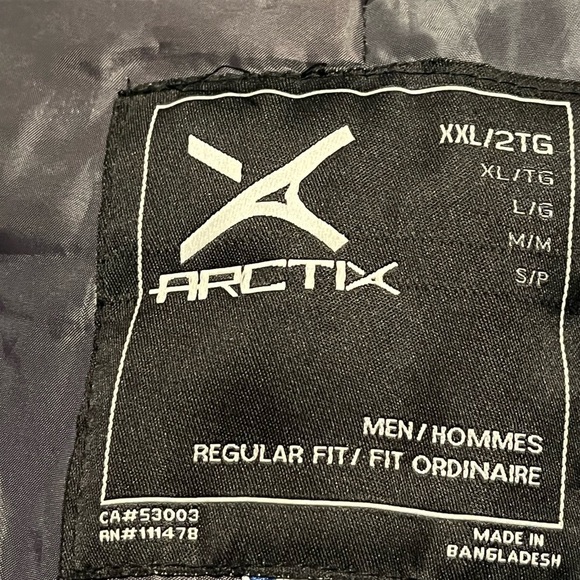 XXL/2TG
XL/TG
L/G
M/M
S/P
ARCTIX
MEN/HOMMES
REGULAR FIT/ FIT ORDINAIRE
CA#53003
RN#111478
MADE IN
BANGLADESH